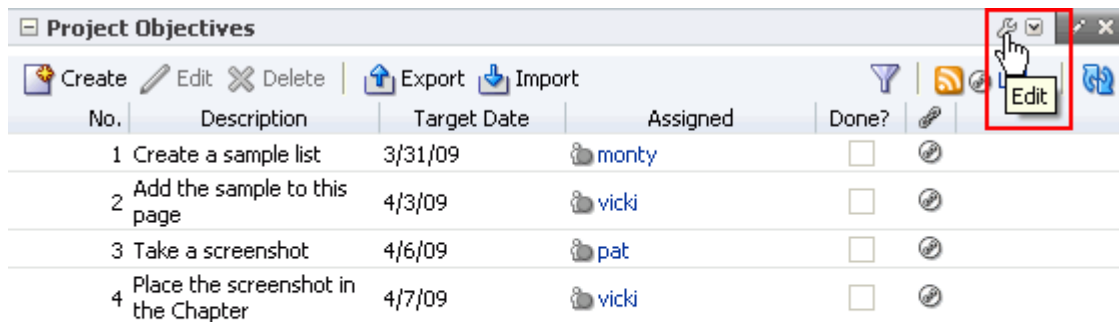 Project Objectives
Create Edit Delete Export Import
Edit
No. Description Target Date Assigned Done?
1 Create a sample list 3/31/09 monty
2 Add the sample to this
page 4/3/09 vicki
3 Take a screenshot 4/6/09 pat
4 Place the screenshot in
the Chapter 4/7/09 vicki